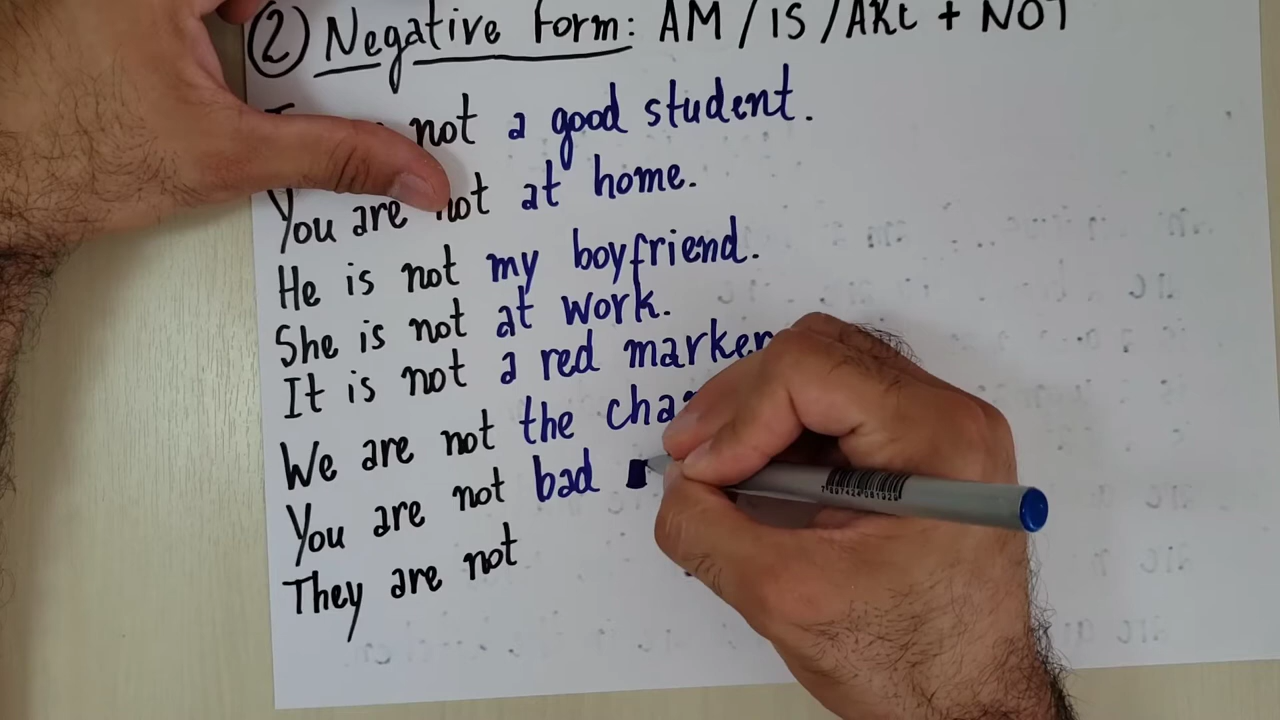 ② Negative Form: AM / IS / ARE + NOT
not a good student.
You are not at home.
He is not my boyfriend.
She is not at work.
It is not a red marker
We are not the
You are not bad
They are not